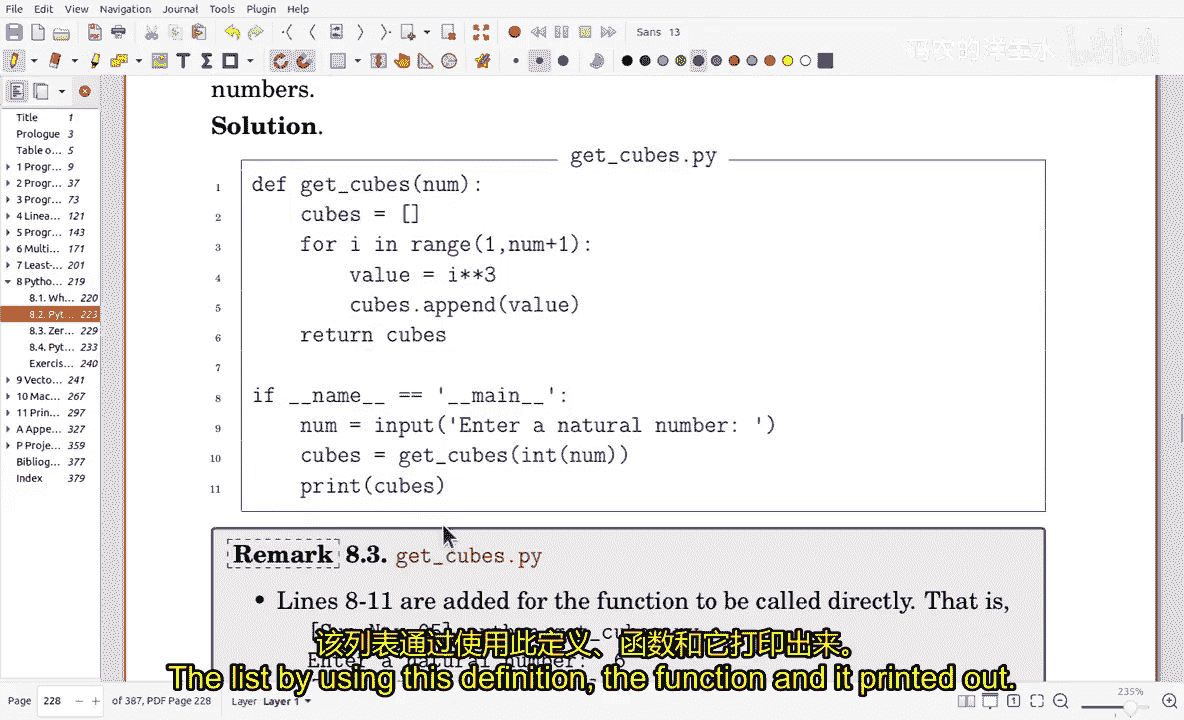 File Edit View Navigation Journal Tools Plugin Help
Sans 13
Title 1
Prologue 3
Table o... 5
1 Progr... 9
2 Progr... 37
3 Progr... 73
4 Linea... 121
5 Progr... 143
6 Multi... 171
7 Least-... 201
8 Pytho... 219
8.1. Wh... 220
8.2. Pyt... 223
8.3. Zer... 229
8.4. Pyt... 233
Exercis... 240
9 Vecto... 241
10 Mac... 267
11 Prin... 297
A Appe... 327
P Proje... 359
Bibliog... 377
Index 379
numbers.
Solution.
get_cubes.py
1 def get_cubes(num):
2 cubes = []
3 for i in range(1,num+1):
4 value = i**3
5 cubes.append(value)
6 return cubes
7
8 if __name__ == '__main__':
9 num = input('Enter a natural number: ')
10 cubes = get_cubes(int(num))
11 print(cubes)
Remark 8.3. get_cubes.py
• Lines 8-11 are added for the function to be called directly. That is,
Enter a natural number: 6
该列表通过使用此定义、函数和它打印出来。
The list by using this definition, the function and it printed out.
Page 228 of 387, PDF Page 228 Layer Layer 1
235%